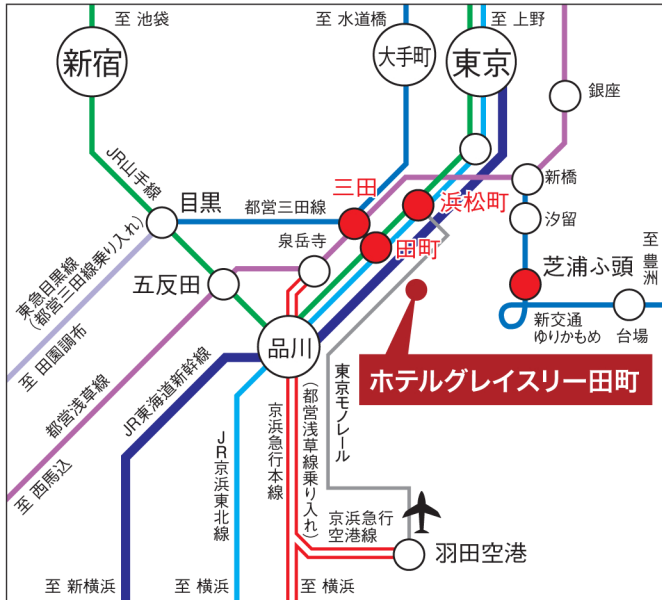 至 池袋
至 水道橋
至 上野
新宿
大手町
東京
銀座
JR山手線
三田
浜松町
新橋
目黒
都営三田線
汐留
泉岳寺
田町
東急目黒線
(都営三田線乗り入れ)
至 田園調布
五反田
芝浦ふ頭
至 豊洲
新交通
ゆりかもめ
台場
品川
ホテルグレイスリー田町
都営浅草線
至 西馬込
JR東海道新幹線
JR京浜東北線
京浜急行本線
(都営浅草線乗り入れ)
東京モノレール
京浜急行
空港線
羽田空港
至 新横浜
至 横浜
至 横浜